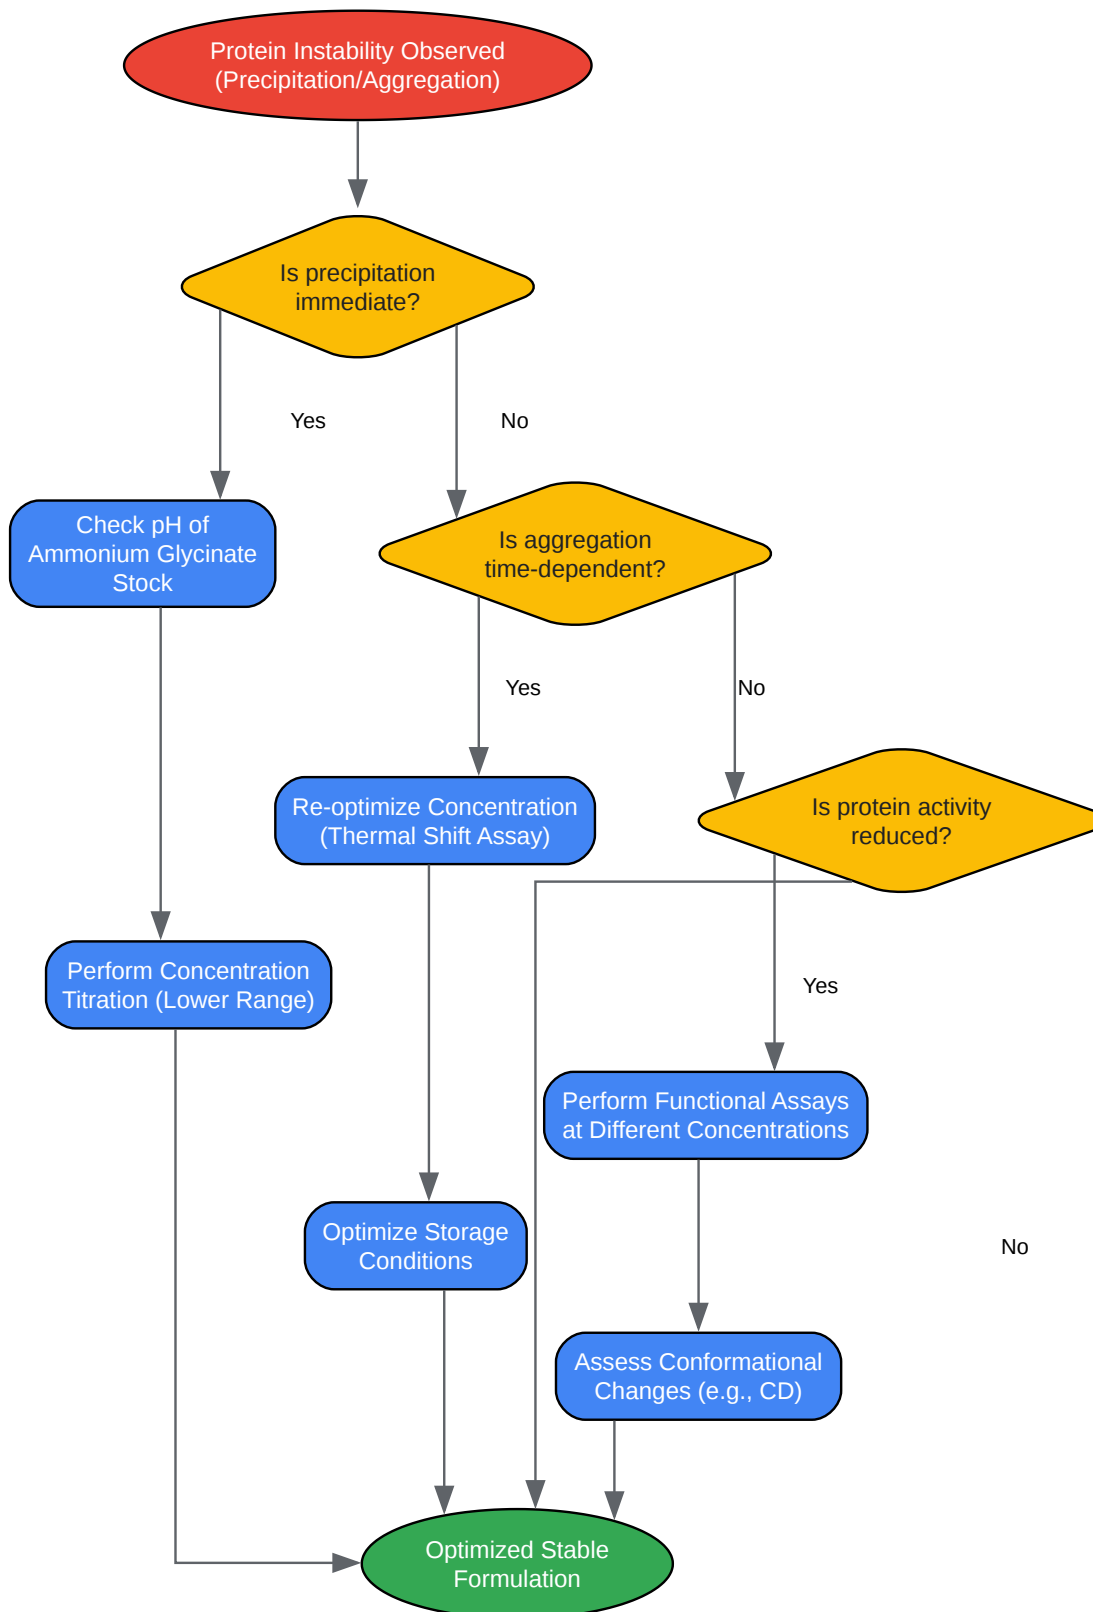 Protein Instability Observed
(Precipitation/Aggregation)
Is precipitation
immediate?
Yes
No
Check pH of
Ammonium Glycinate
Stock
Is aggregation
time-dependent?
Yes
No
Re-optimize Concentration
(Thermal Shift Assay)
Is protein activity
reduced?
Perform Concentration
Titration (Lower Range)
Yes
Perform Functional Assays
at Different Concentrations
Optimize Storage
Conditions
No
Assess Conformational
Changes (e.g., CD)
Optimized Stable
Formulation